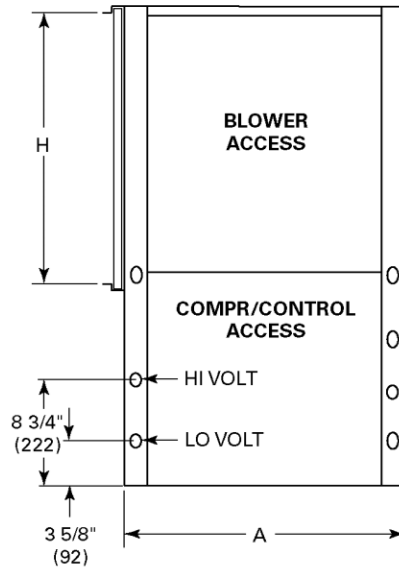 BLOWER
ACCESS
H
COMPR/CONTROL
ACCESS
HI VOLT
8 3/4"
(222)
LO VOLT
3 5/8"
(92)
A